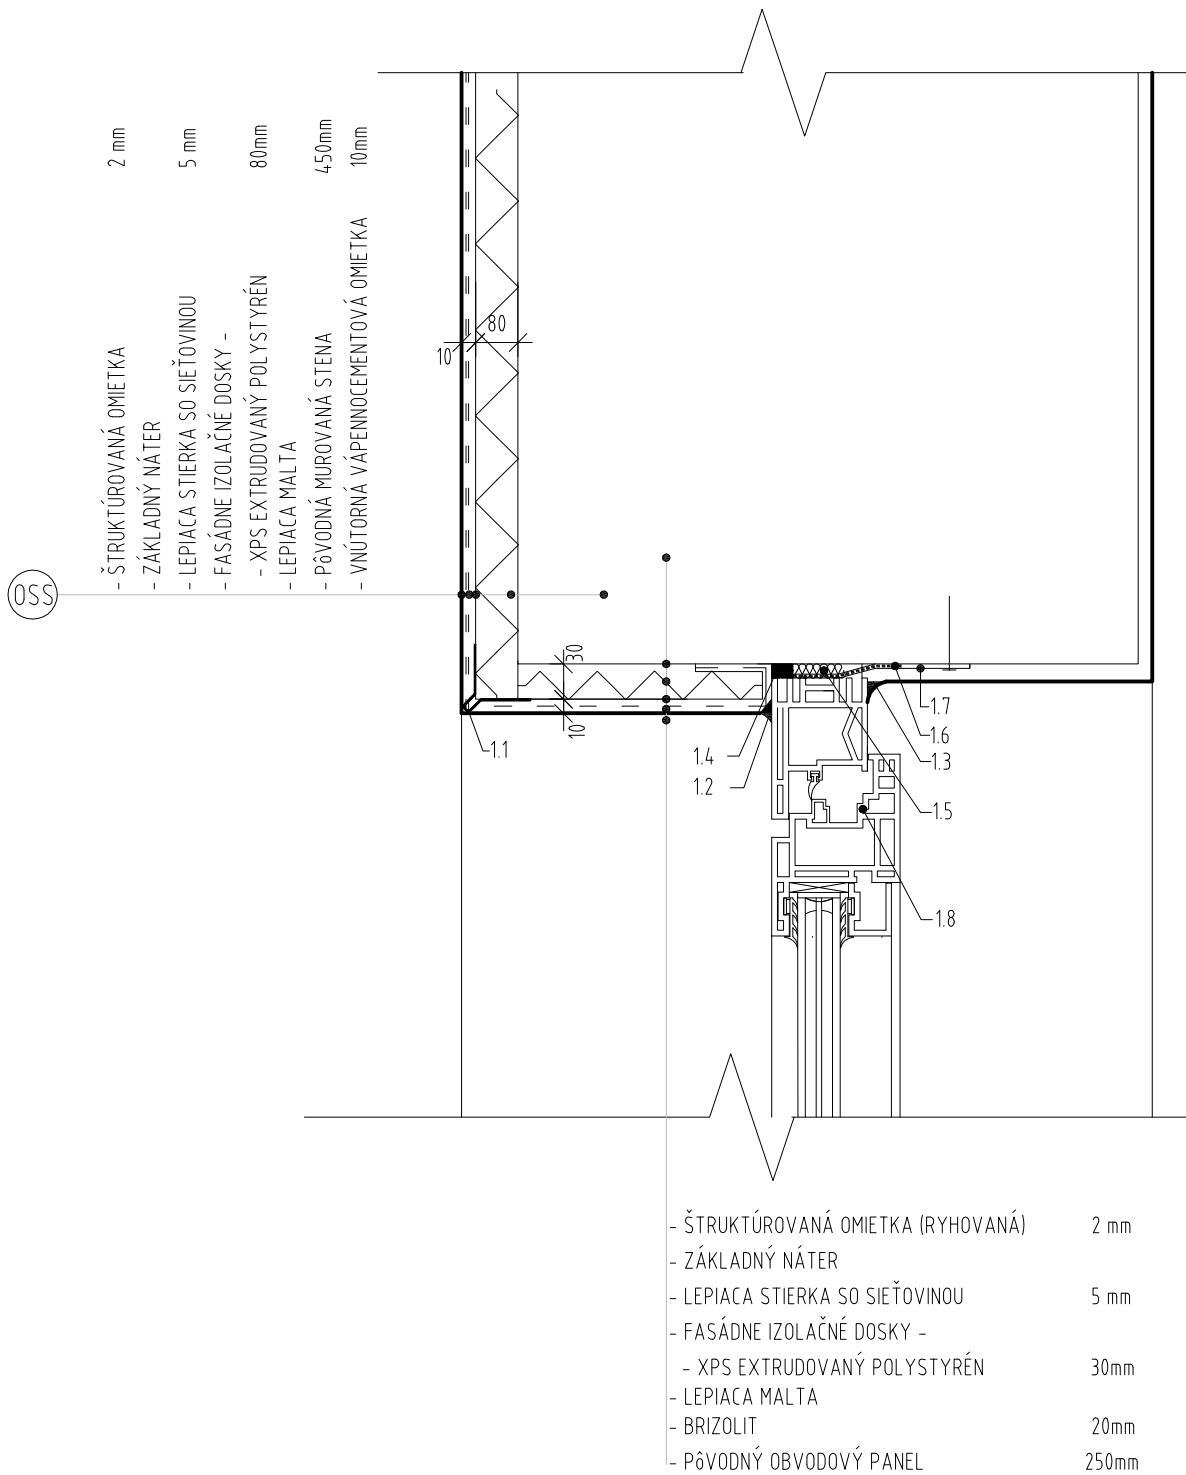 - ŠTRUKTÚROVANÁ OMIETKA 2 mm
- ZÁKLADNÝ NÁTER
- LEPIACA STIERKA SO SIEŤOVINOU 5 mm
- FASÁDNE IZOLAČNÉ DOSKY -
- XPS EXTRUDOVANÝ POLYSTYRÉN 80mm
- LEPIACA MALTA
- PôVODNÁ MUROVANÁ STENA 450mm
- VNÚTORNÁ VÁPENNOCEMENTOVÁ OMIETKA 10mm
OSS
10
80
30
10
1.1
1.4
1.2
1.7
1.6
1.3
1.5
1.8
- ŠTRUKTÚROVANÁ OMIETKA (RYHOVANÁ) 2 mm
- ZÁKLADNÝ NÁTER
- LEPIACA STIERKA SO SIEŤOVINOU 5 mm
- FASÁDNE IZOLAČNÉ DOSKY -
- XPS EXTRUDOVANÝ POLYSTYRÉN 30mm
- LEPIACA MALTA
- BRIZOLIT 20mm
- PôVODNÝ OBVODOVÝ PANEL 250mm